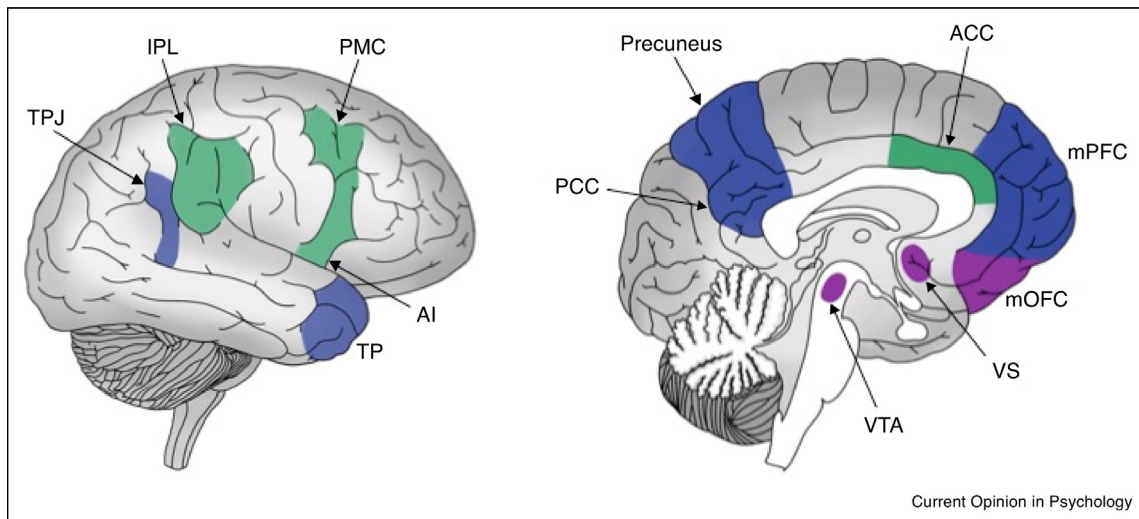 IPL
PMC
TPJ
AI
TP
Precuneus
ACC
mPFC
PCC
mOFC
VS
VTA
Current Opinion in Psychology